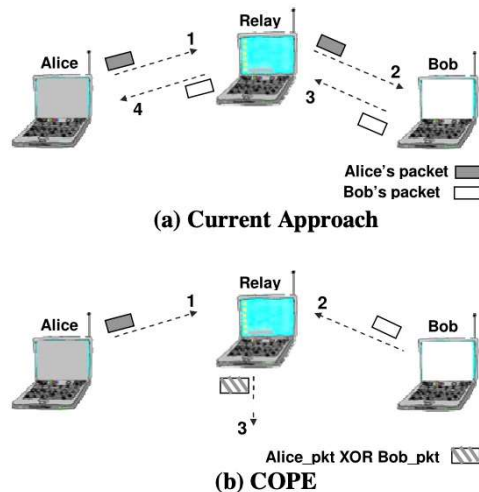 Relay
Alice
1
Bob
2
4
3
Alice's packet
Bob's packet
(a) Current Approach
Relay
Alice
1
2
Bob
3
Alice_pkt XOR Bob_pkt
(b) COPE